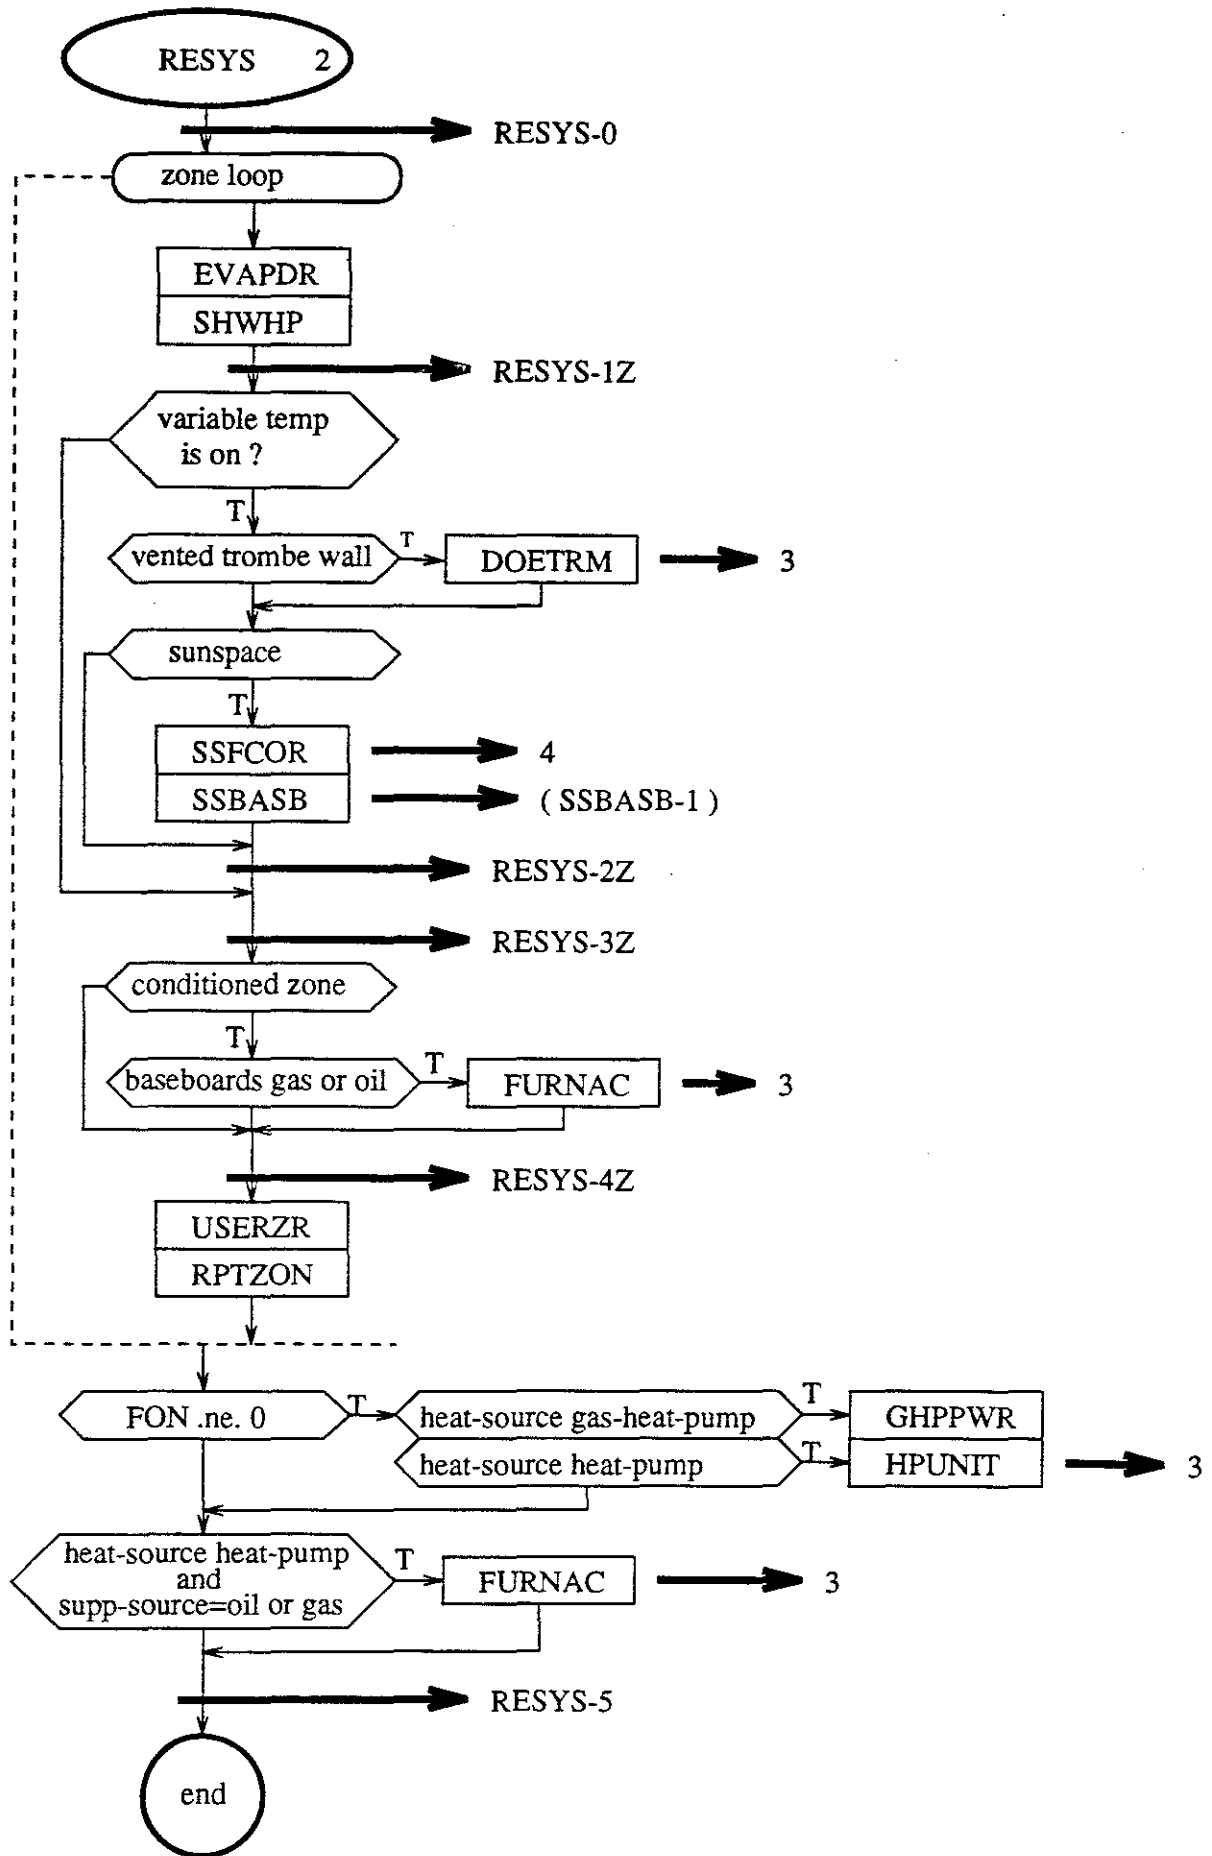 RESYS 2
RESYS-0
zone loop
EVAPDR
SHWHP
RESYS-1Z
variable temp
is on ?
T
vented trombe wall
T
DOETRM
3
sunspace
T
SSFCOR
4
SSBASB
( SSBASB-1 )
RESYS-2Z
RESYS-3Z
conditioned zone
T
baseboards gas or oil
T
FURNAC
3
RESYS-4Z
USERZR
RPTZON
FON .ne. 0
T
heat-source gas-heat-pump
T
GHPPWR
heat-source heat-pump
T
HPUNIT
3
heat-source heat-pump
and
supp-source=oil or gas
T
FURNAC
3
RESYS-5
end